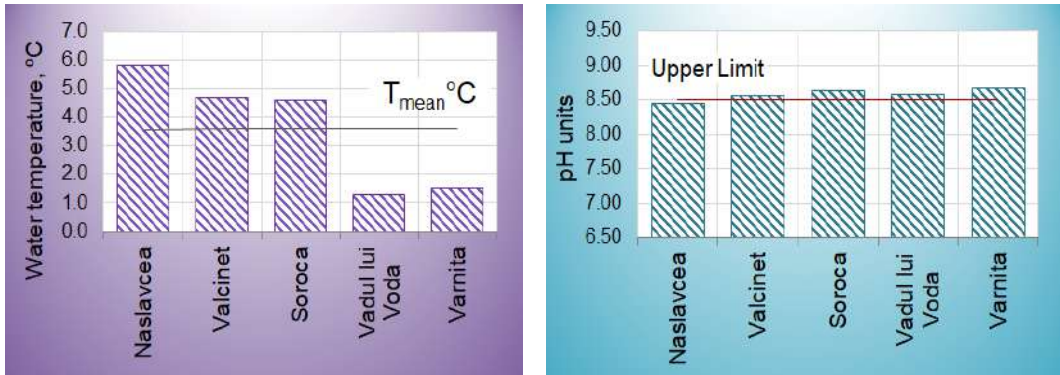 7.0
6.0
5.0
4.0
3.0
2.0
1.0
0.0
Water temperature, ºC
TmeanºC
Naslavcea
Valcinet
Soroca
Vadul lui
Voda
Varnita
9.50
9.00
8.50
8.00
7.50
7.00
6.50
pH units
Upper Limit
Naslavcea
Valcinet
Soroca
Vadul lui
Voda
Varnita